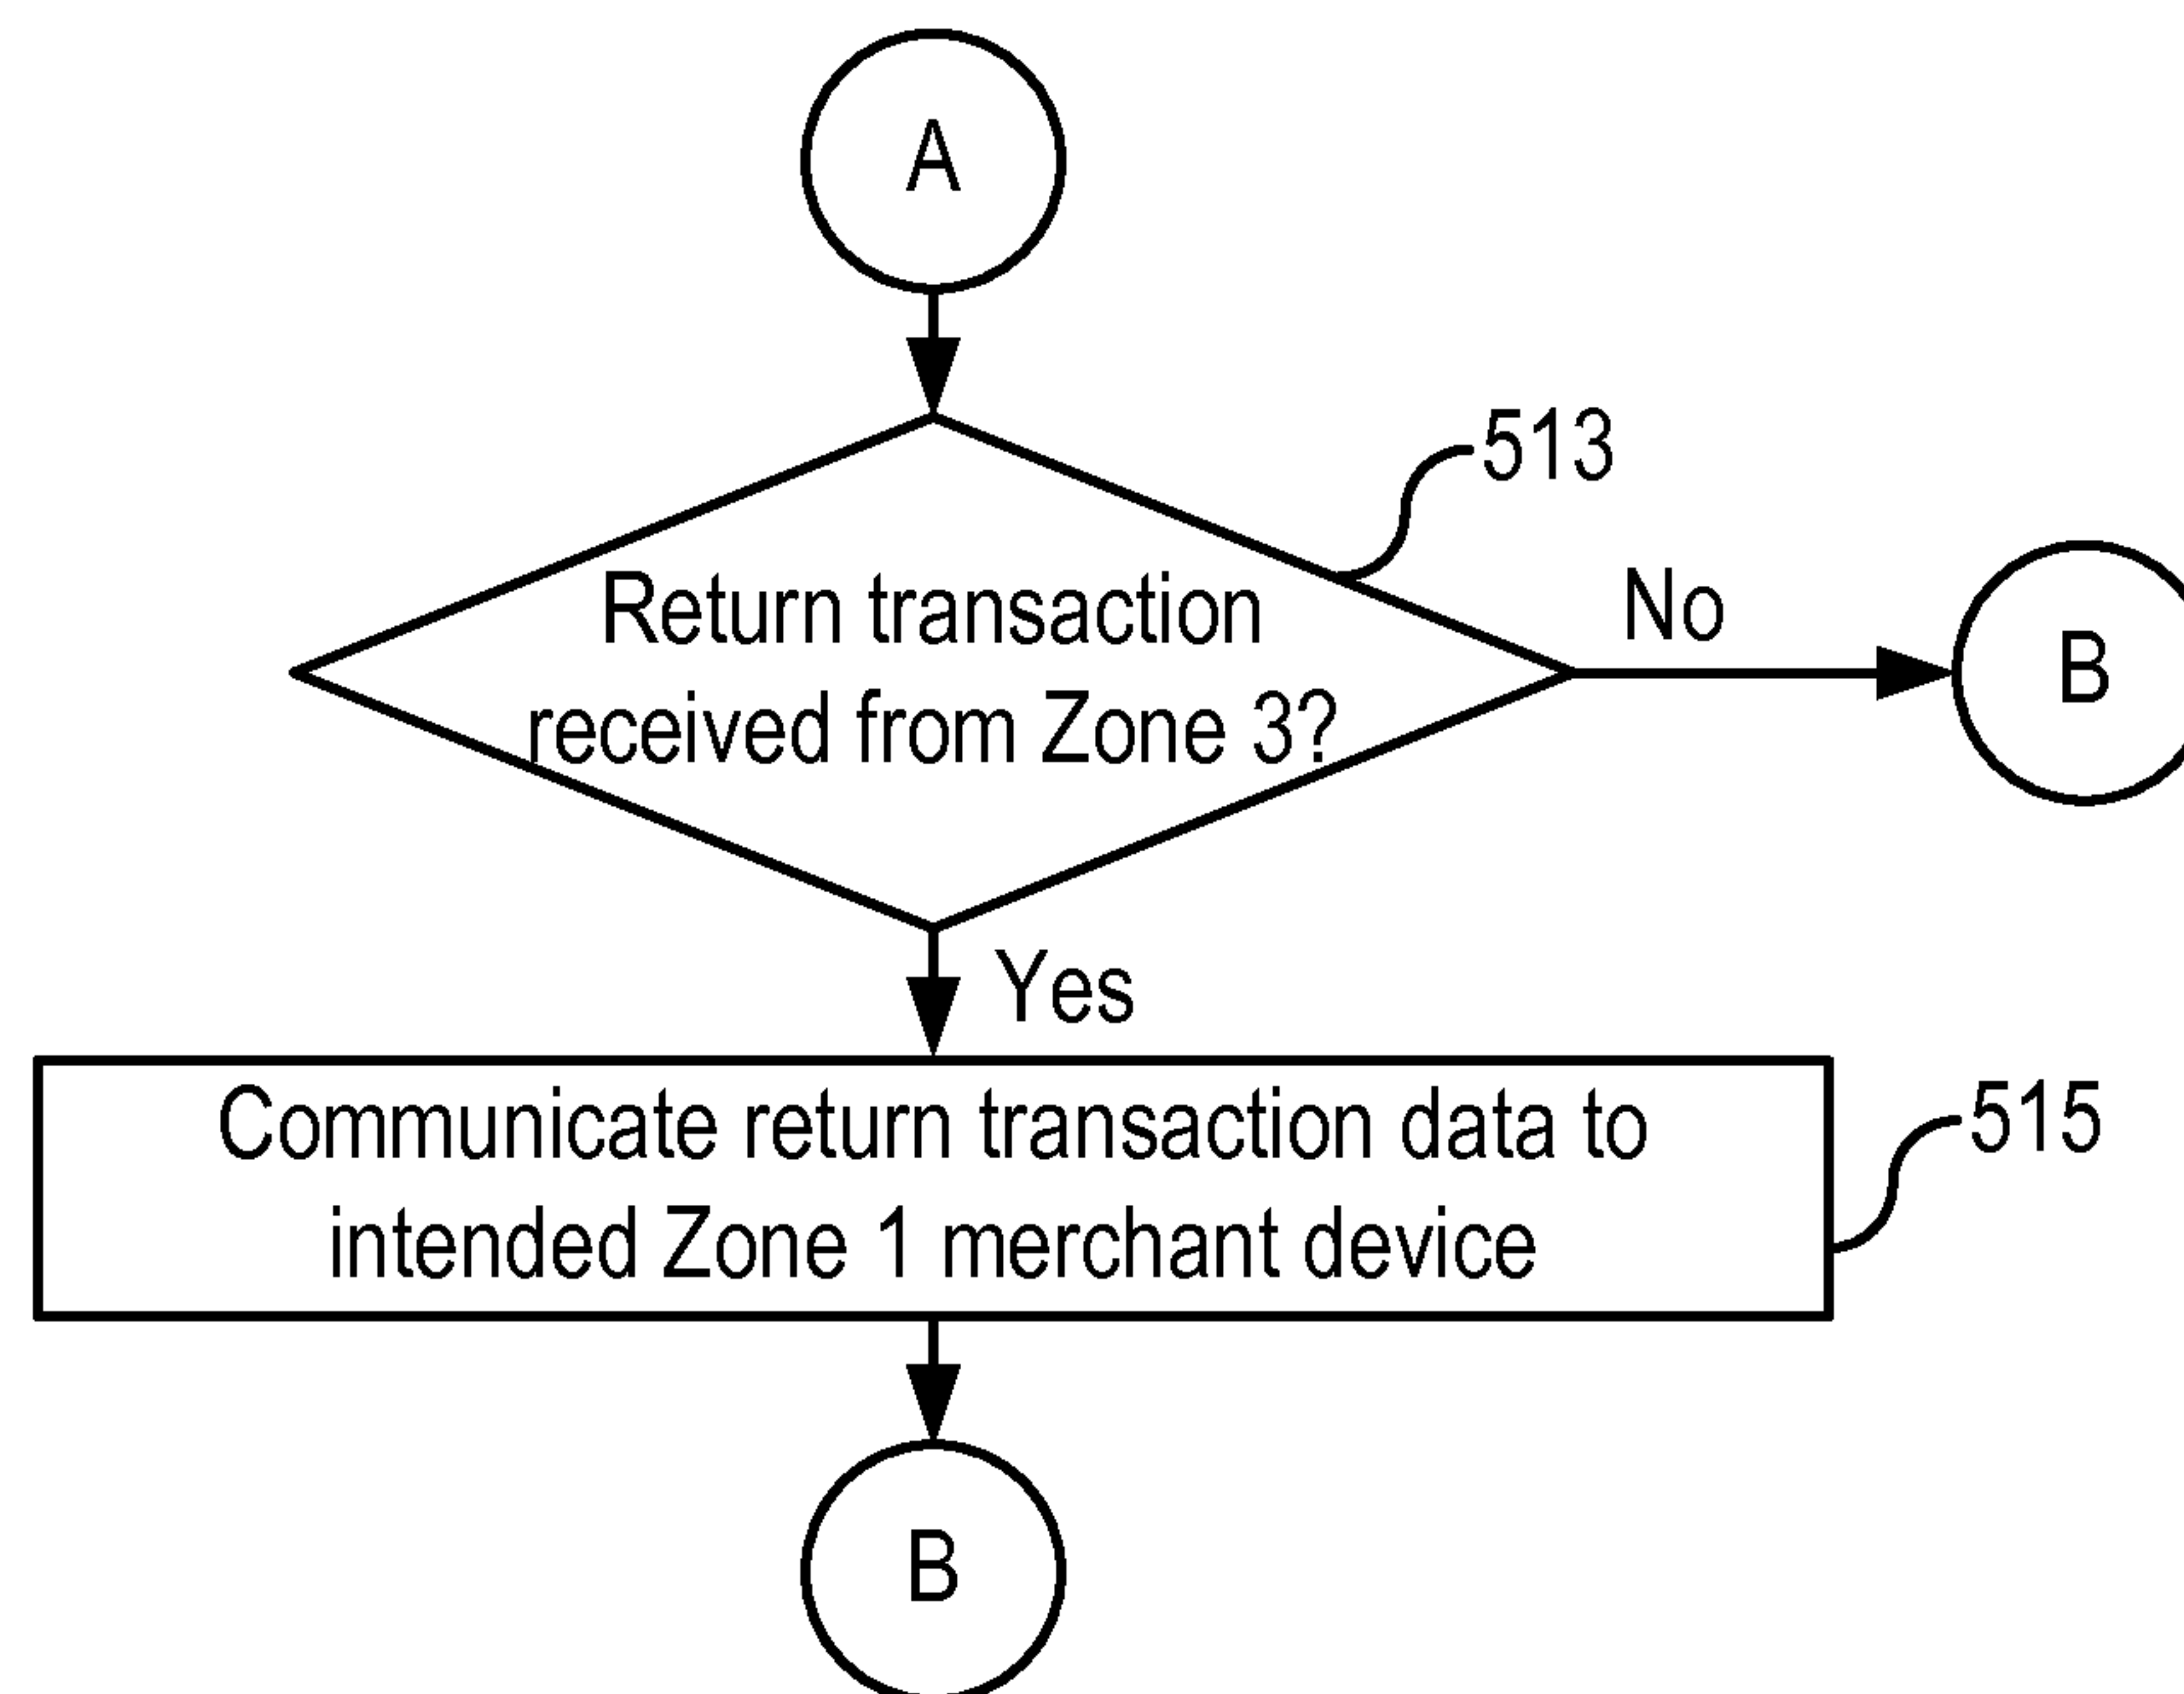 A
513
Return transaction
received from Zone 3?
No
B
Yes
Communicate return transaction data to
intended Zone 1 merchant device
515
B